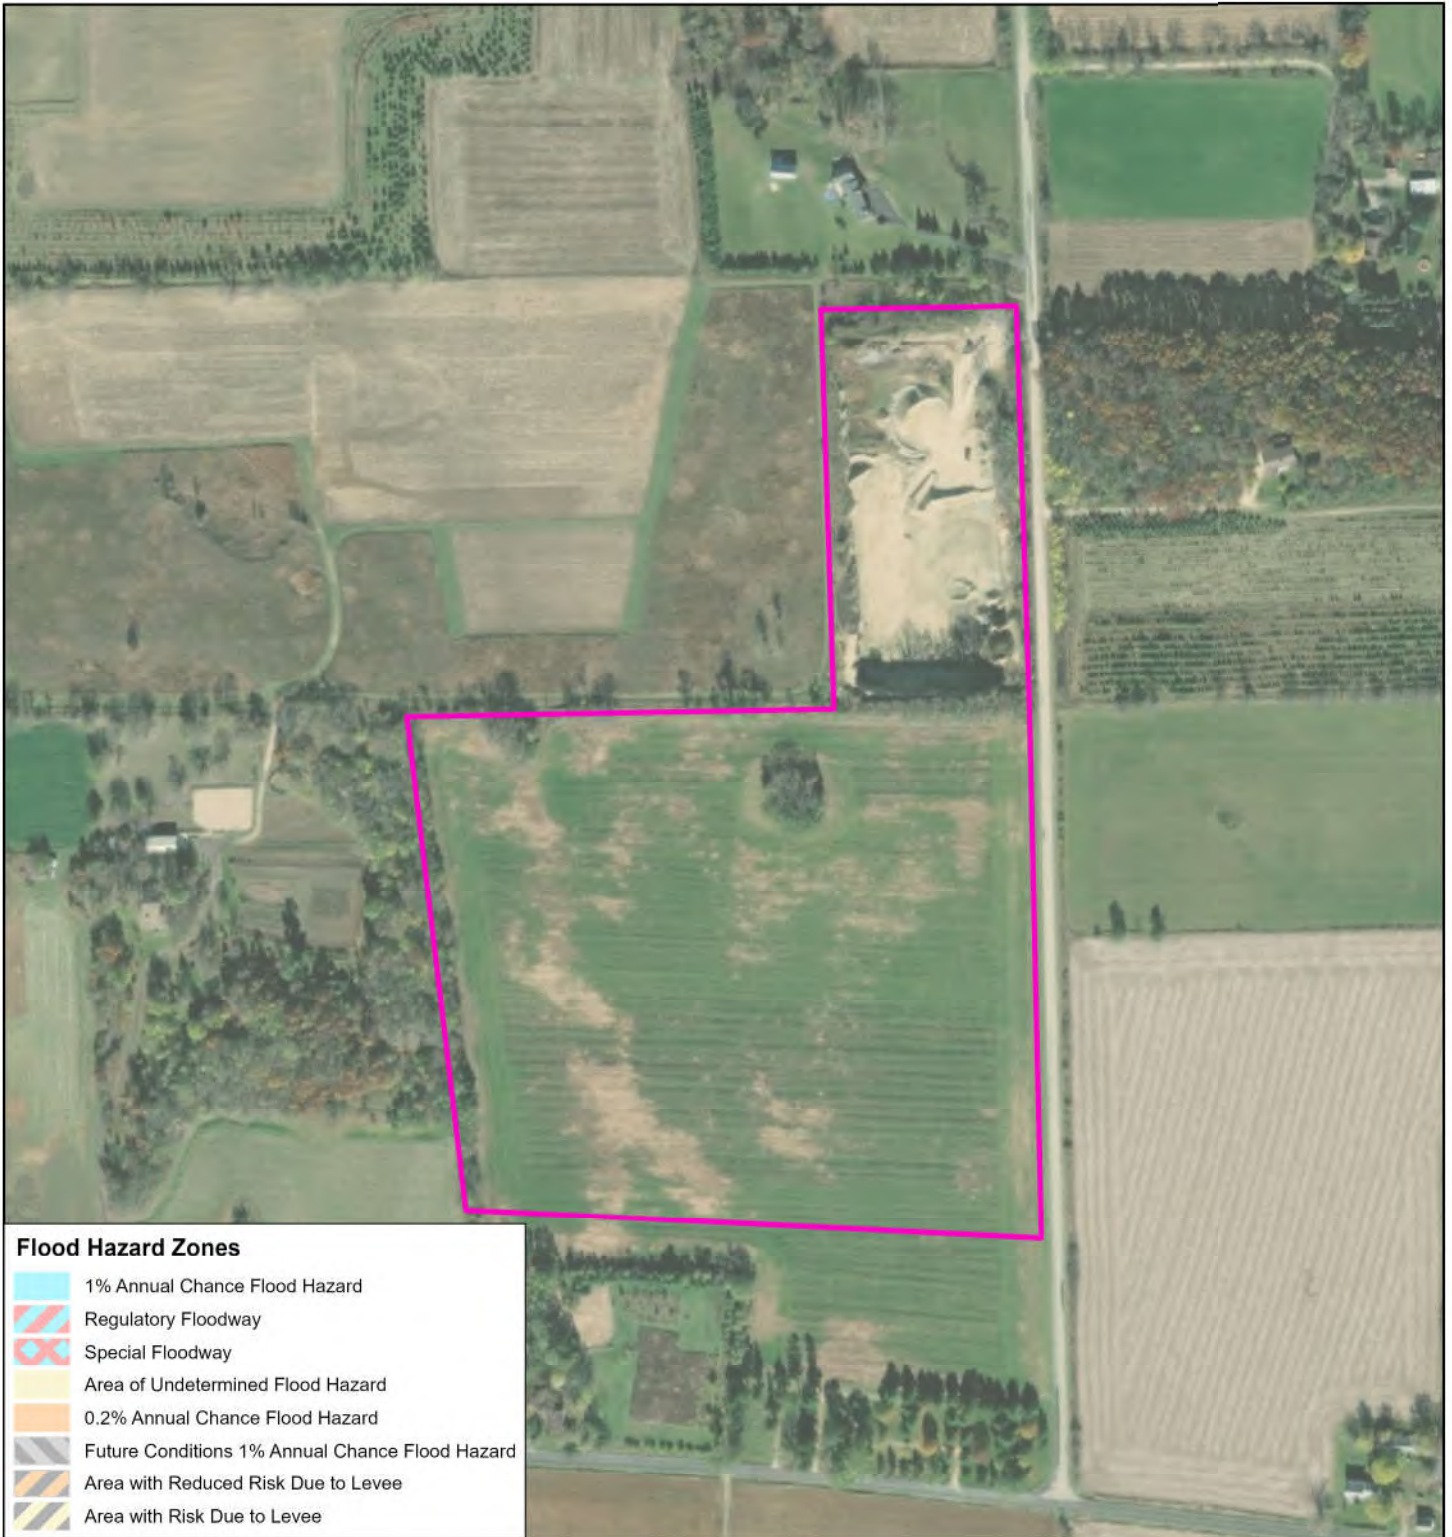 Flood Hazard Zones
1% Annual Chance Flood Hazard
Regulatory Floodway
Special Floodway
Area of Undetermined Flood Hazard
0.2% Annual Chance Flood Hazard
Future Conditions 1% Annual Chance Flood Hazard
Area with Reduced Risk Due to Levee
Area with Risk Due to Levee